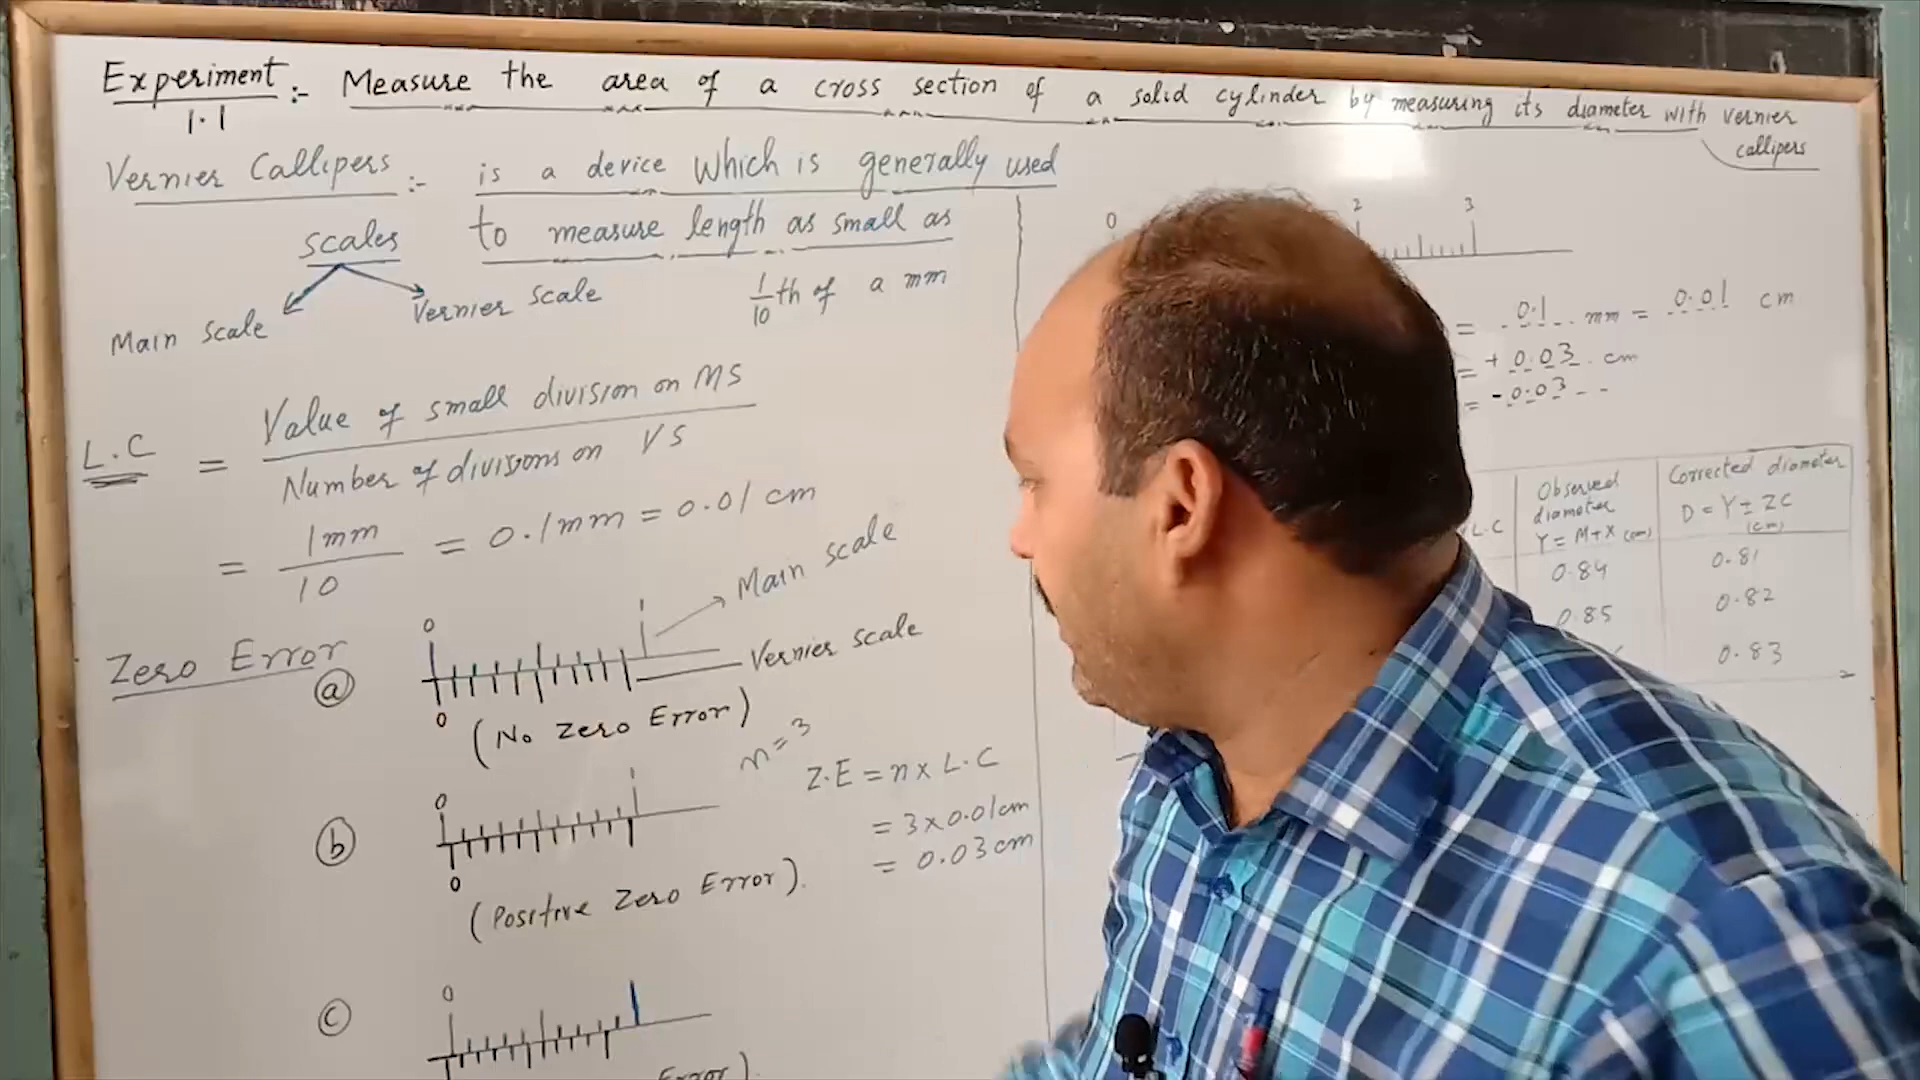 Experiment 1.1 :- Measure the area of a cross section of a solid cylinder by measuring its diameter with vernier callipers
Vernier Callipers :- is a device which is generally used
to measure length as small as
1/10 th of a mm
scales
Main scale
Vernier scale
L.C = Value of small division on MS / Number of divisions on VS
= 1mm / 10 = 0.1mm = 0.01 cm
Zero Error
a
0 1
Main scale
Vernier scale
0
(No Zero Error)
b
0 1
0
(Positive Zero Error).
n = 3
Z.E = n x L.C
= 3 x 0.01cm
= 0.03cm
c
0
Error).
0 2 3
= 0.1 mm = 0.01 cm
= + 0.03 cm
= -0.03
L.C
Observed diameter Y = M+X (cm)
Corrected diameter D = Y ± ZC (cm)
0.84 0.81
0.85 0.82
0.83